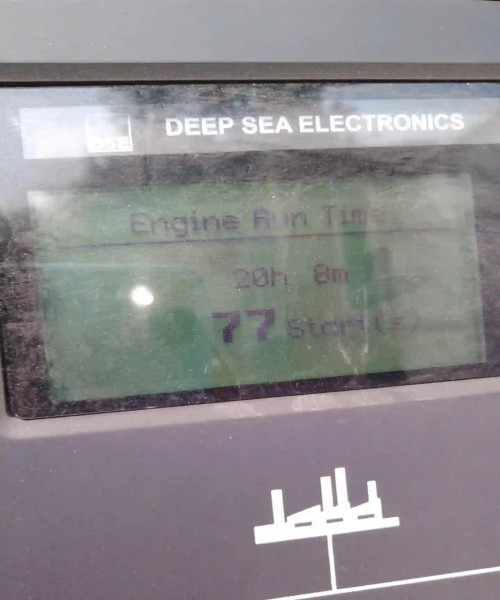 DSE
DEEP SEA ELECTRONICS
Engine Run Time
20h 8m
77 Start(s)